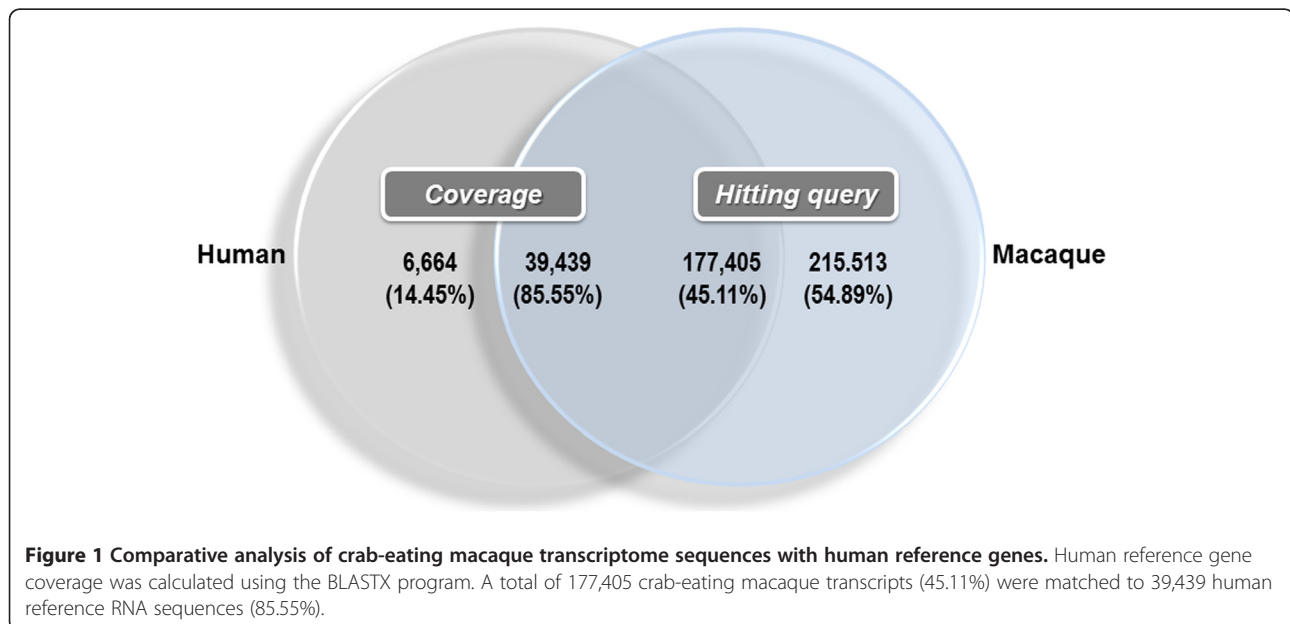 Coverage
Hitting query
Human
6,664
(14.45%)
39,439
(85.55%)
177,405
(45.11%)
215.513
(54.89%)
Macaque
Figure 1 Comparative analysis of crab-eating macaque transcriptome sequences with human reference genes. Human reference gene
coverage was calculated using the BLASTX program. A total of 177,405 crab-eating macaque transcripts (45.11%) were matched to 39,439 human
reference RNA sequences (85.55%).